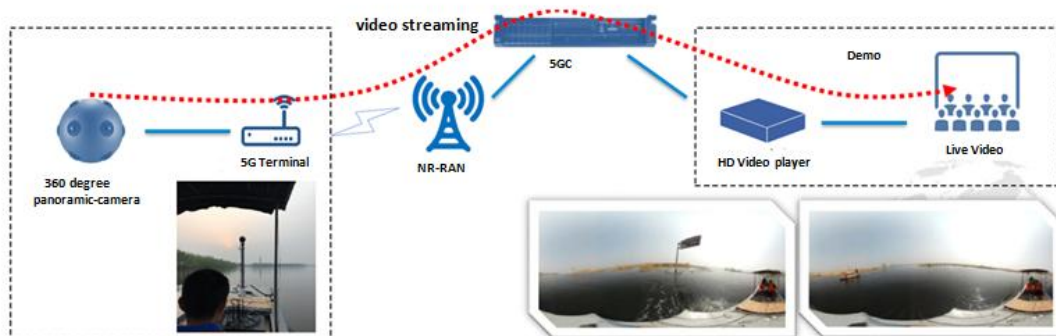 video streaming
5GC
Demo
5G Terminal
NR-RAN
HD Video player
Live Video
360 degree
panoramic-camera